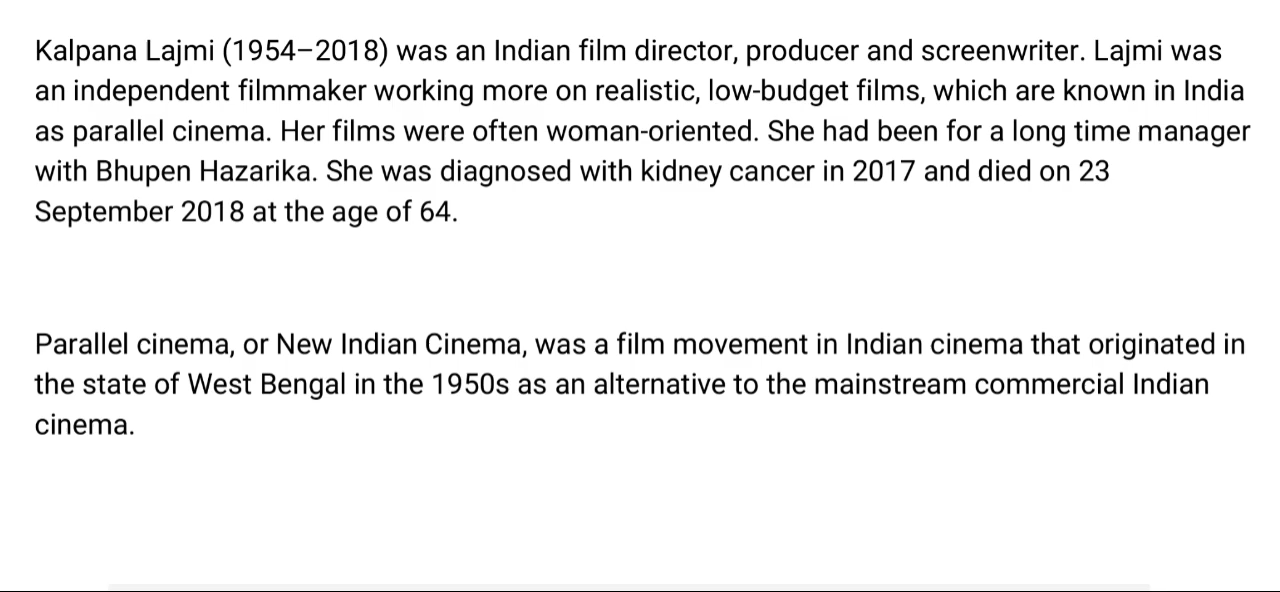 Kalpana Lajmi (1954–2018) was an Indian film director, producer and screenwriter. Lajmi was
an independent filmmaker working more on realistic, low-budget films, which are known in India
as parallel cinema. Her films were often woman-oriented. She had been for a long time manager
with Bhupen Hazarika. She was diagnosed with kidney cancer in 2017 and died on 23
September 2018 at the age of 64.
Parallel cinema, or New Indian Cinema, was a film movement in Indian cinema that originated in
the state of West Bengal in the 1950s as an alternative to the mainstream commercial Indian
cinema.